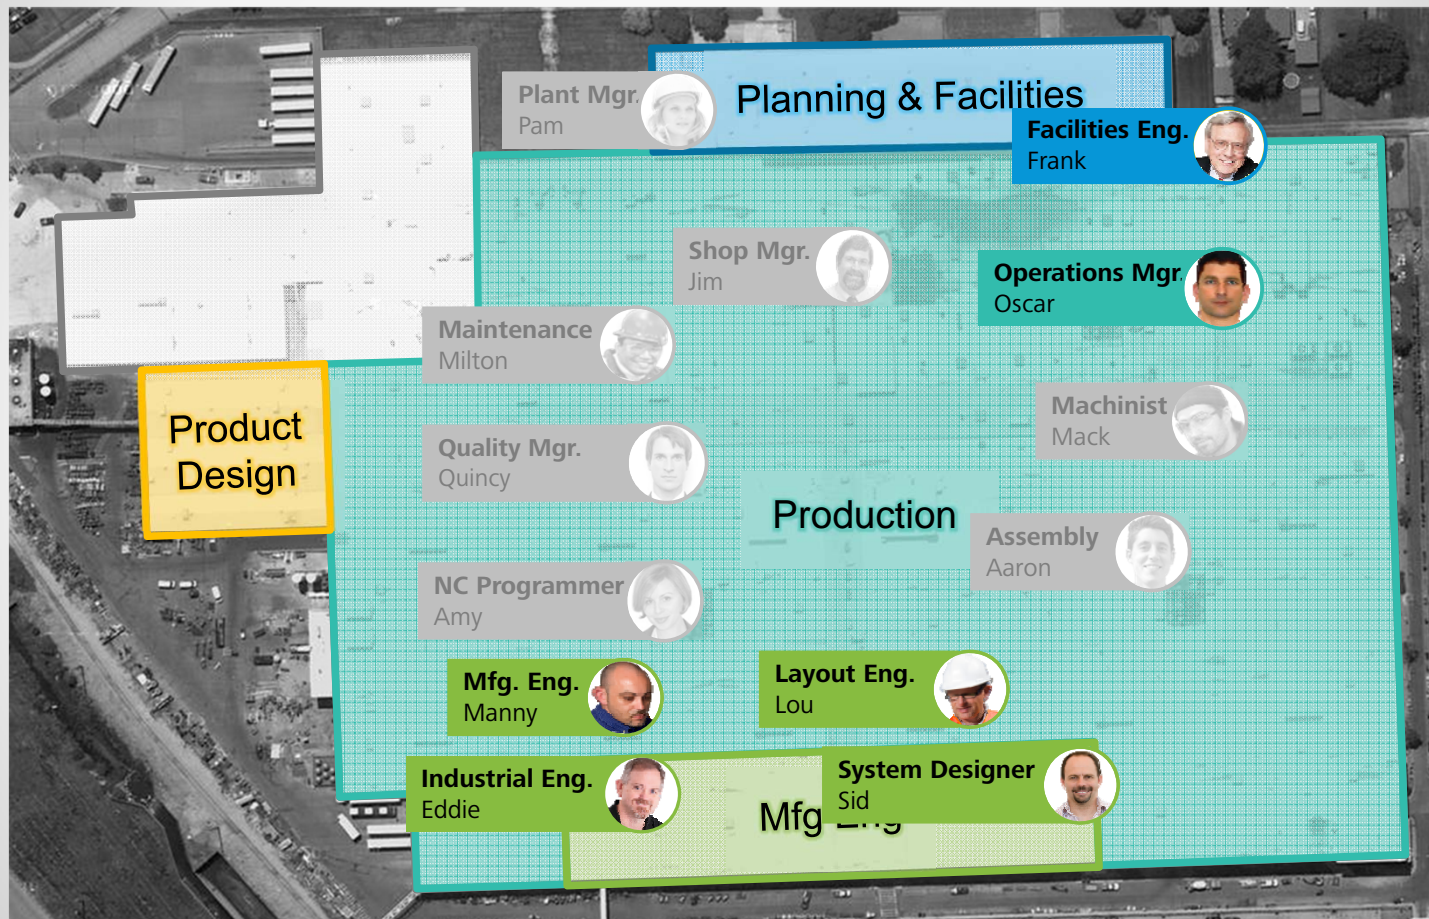 Plant Mgr.
Pam
Planning & Facilities
Facilities Eng.
Frank
Shop Mgr.
Jim
Operations Mgr.
Oscar
Maintenance
Milton
Machinist
Mack
Product
Design
Quality Mgr.
Quincy
Production
Assembly
Aaron
NC Programmer
Amy
Mfg. Eng.
Manny
Layout Eng.
Lou
Industrial Eng.
Eddie
System Designer
Sid
Mfg Eng